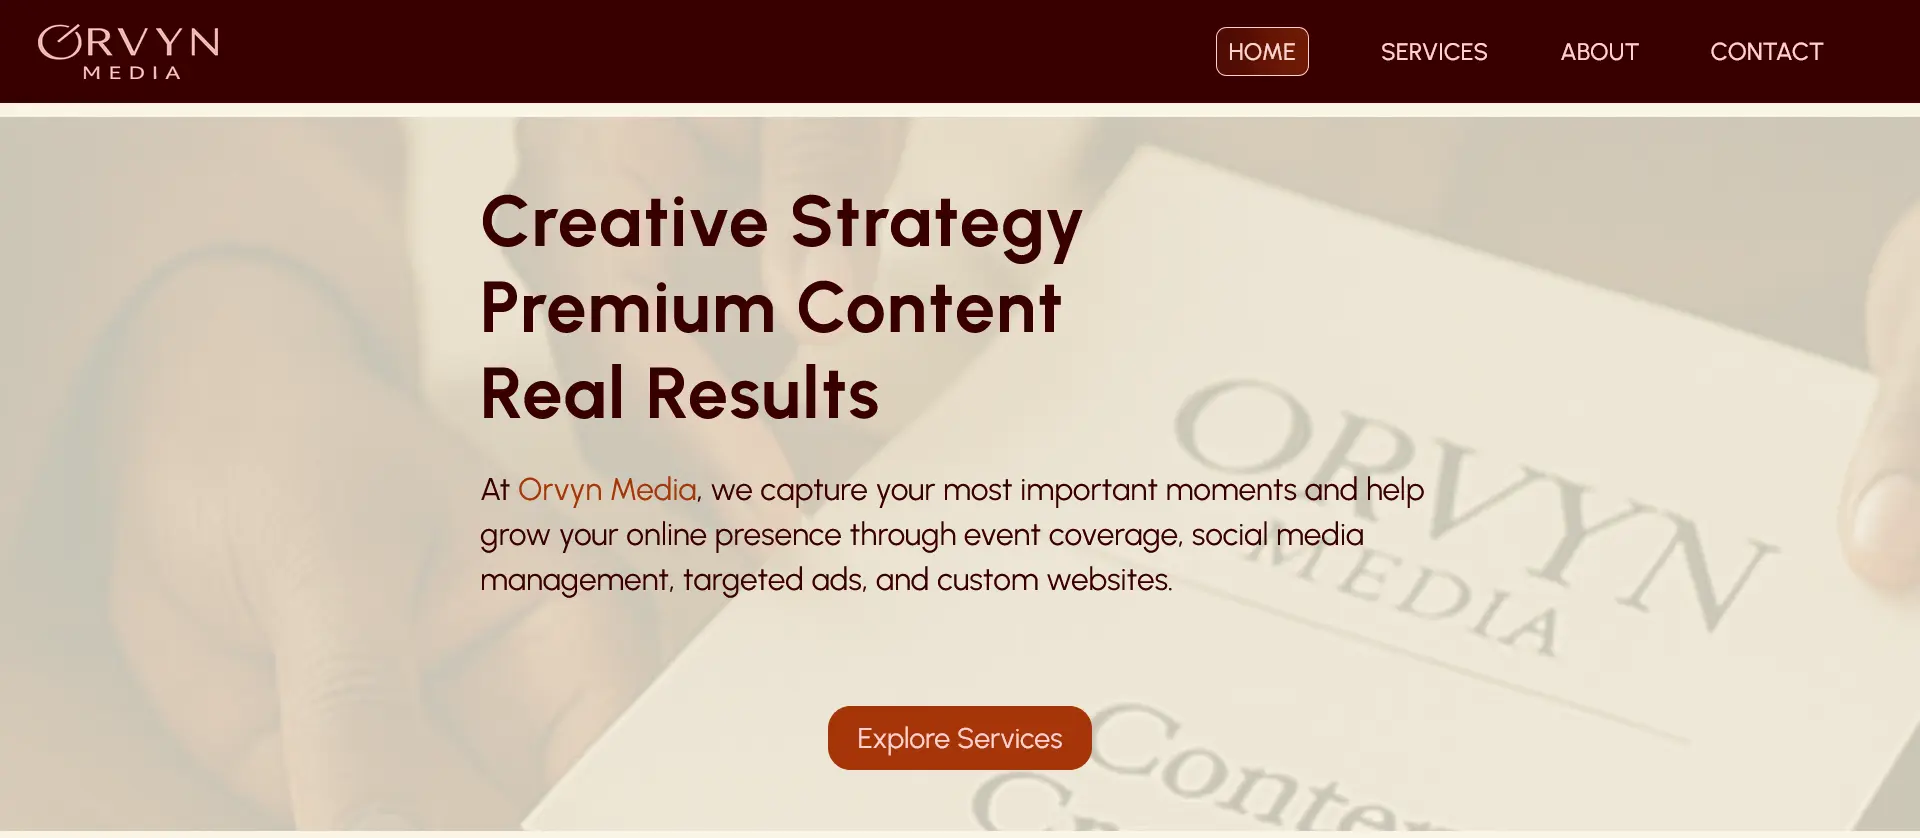 ORVYN
MEDIA
HOME
SERVICES
ABOUT
CONTACT
Creative Strategy
Premium Content
Real Results
At Orvyn Media, we capture your most important moments and help
grow your online presence through event coverage, social media
management, targeted ads, and custom websites.
ORVYN
MEDIA
Explore Services